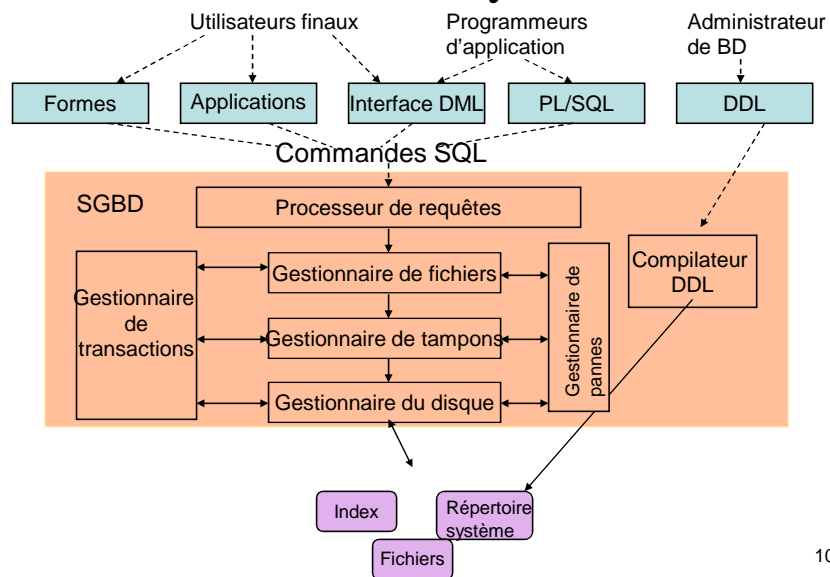 Utilisateurs finaux
Programmeurs
d'application
Administrateur
de BD
Formes
Applications
Interface DML
PL/SQL
DDL
Commandes SQL
SGBD
Processeur de requêtes
Gestionnaire
de
transactions
Gestionnaire de fichiers
Gestionnaire de tampons
Gestionnaire du disque
Gestionnaire de
pannes
Compilateur
DDL
Index
Répertoire
système
Fichiers
10